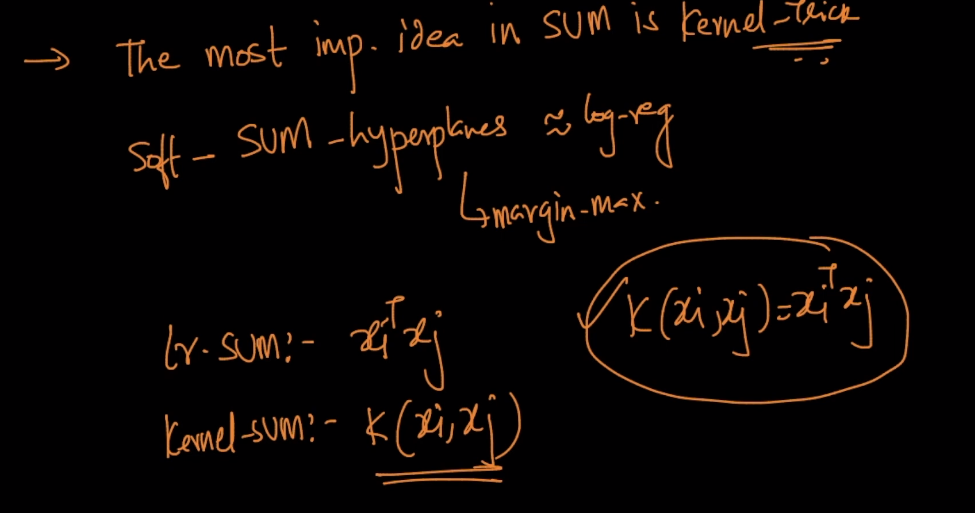 → The most imp. idea in SVM is Kernel-Trick
Soft - SVM - hyperplanes ≈ log-reg
↳ margin-max.
lr. SVM:- xᵢᵀxⱼ
K(xᵢ, xⱼ) = xᵢᵀxⱼ
Kernel-SVM:- K(xᵢ, xⱼ)